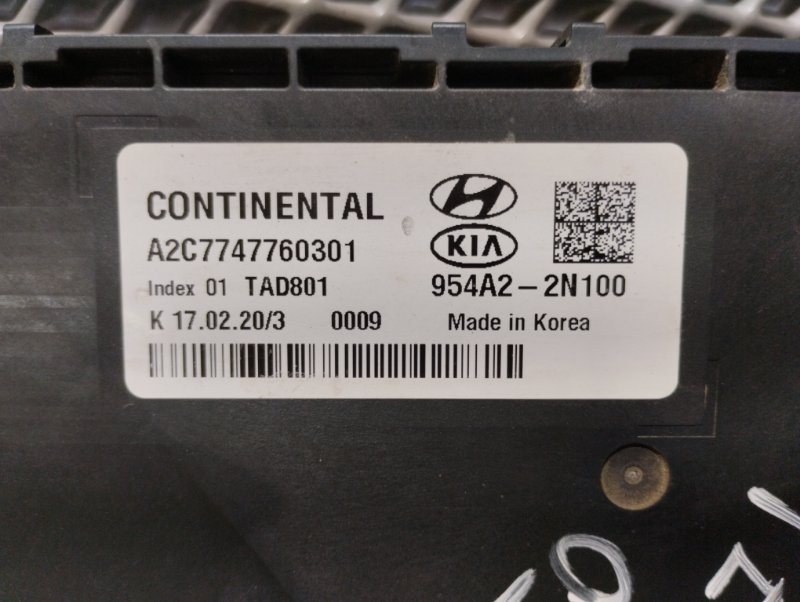 CONTINENTAL
A2C7747760301
KIA
Index 01 TAD801
954A2-2N100
K 17.02.20/3 0009
Made in Korea